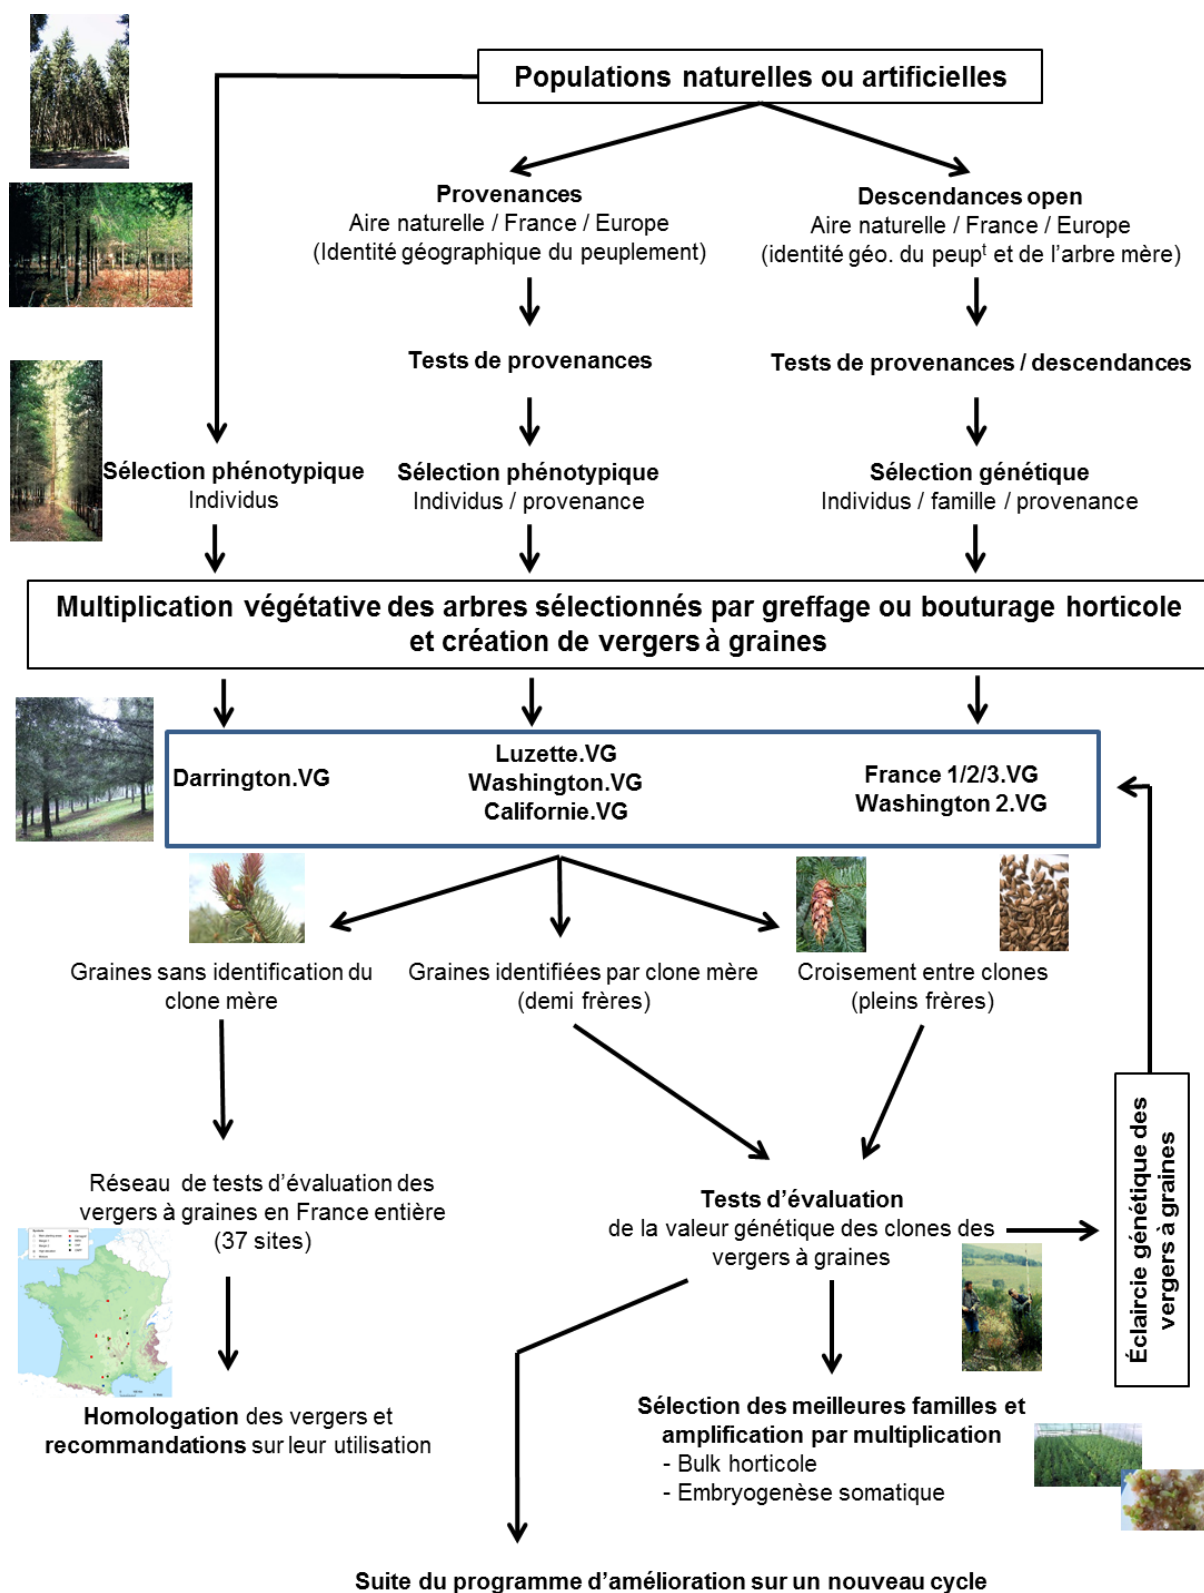 Populations naturelles ou artificielles
Provenances
Aire naturelle / France / Europe
(Identité géographique du peuplement)
Descendances open
Aire naturelle / France / Europe
(identité géo. du peupᵗ et de l’arbre mère)
Tests de provenances
Tests de provenances / descendances
Sélection phénotypique
Individus
Sélection phénotypique
Individus / provenance
Sélection génétique
Individus / famille / provenance
Multiplication végétative des arbres sélectionnés par greffage ou bouturage horticole
et création de vergers à graines
Darrington.VG
Luzette.VG
Washington.VG
Californie.VG
France 1/2/3.VG
Washington 2.VG
Graines sans identification du
clone mère
Graines identifiées par clone mère
(demi frères)
Croisement entre clones
(pleins frères)
Réseau de tests d’évaluation des
vergers à graines en France entière
(37 sites)
Tests d’évaluation
de la valeur génétique des clones des
vergers à graines
Éclaircie génétique des
vergers à graines
Homologation des vergers et
recommandations sur leur utilisation
Sélection des meilleures familles et
amplification par multiplication
- Bulk horticole
- Embryogenèse somatique
Suite du programme d’amélioration sur un nouveau cycle